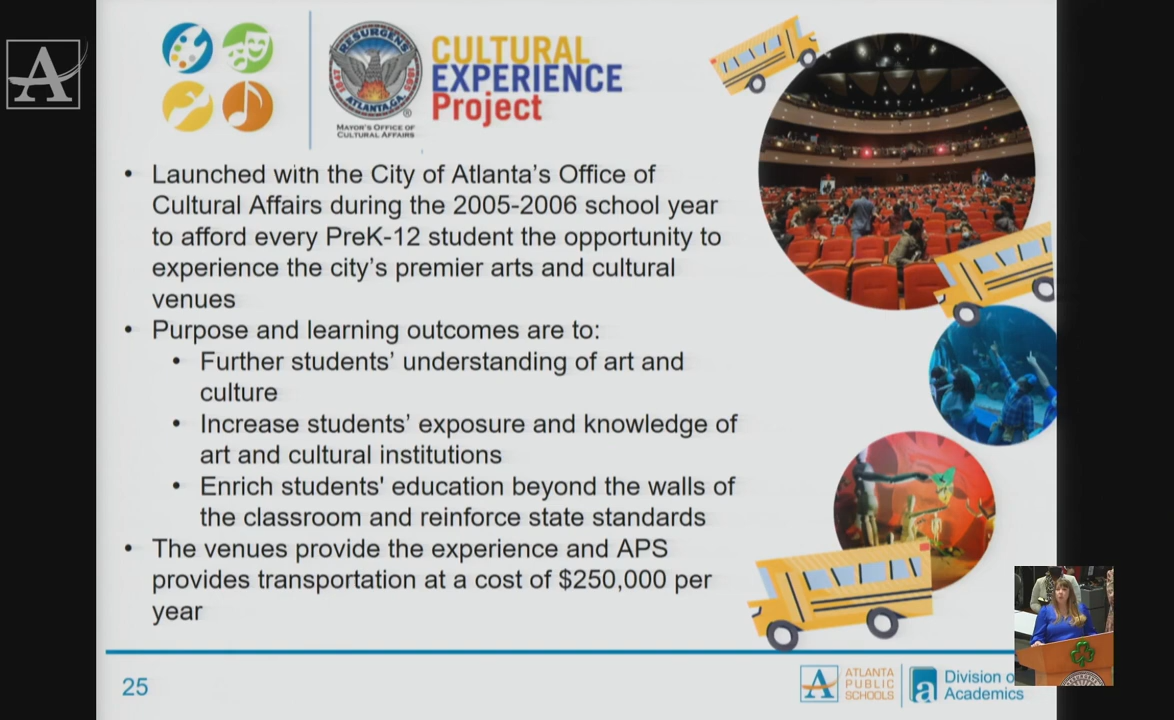 A
RESURGENS
1847
1865
ATLANTA, GA.
®
MAYOR'S OFFICE OF
CULTURAL AFFAIRS
CULTURAL
EXPERIENCE
Project
• Launched with the City of Atlanta's Office of
Cultural Affairs during the 2005-2006 school year
to afford every PreK-12 student the opportunity to
experience the city's premier arts and cultural
venues
• Purpose and learning outcomes are to:
• Further students' understanding of art and
culture
• Increase students' exposure and knowledge of
art and cultural institutions
• Enrich students' education beyond the walls of
the classroom and reinforce state standards
• The venues provide the experience and APS
provides transportation at a cost of $250,000 per
year
25
A
ATLANTA
PUBLIC
SCHOOLS
a
Division o
Academics